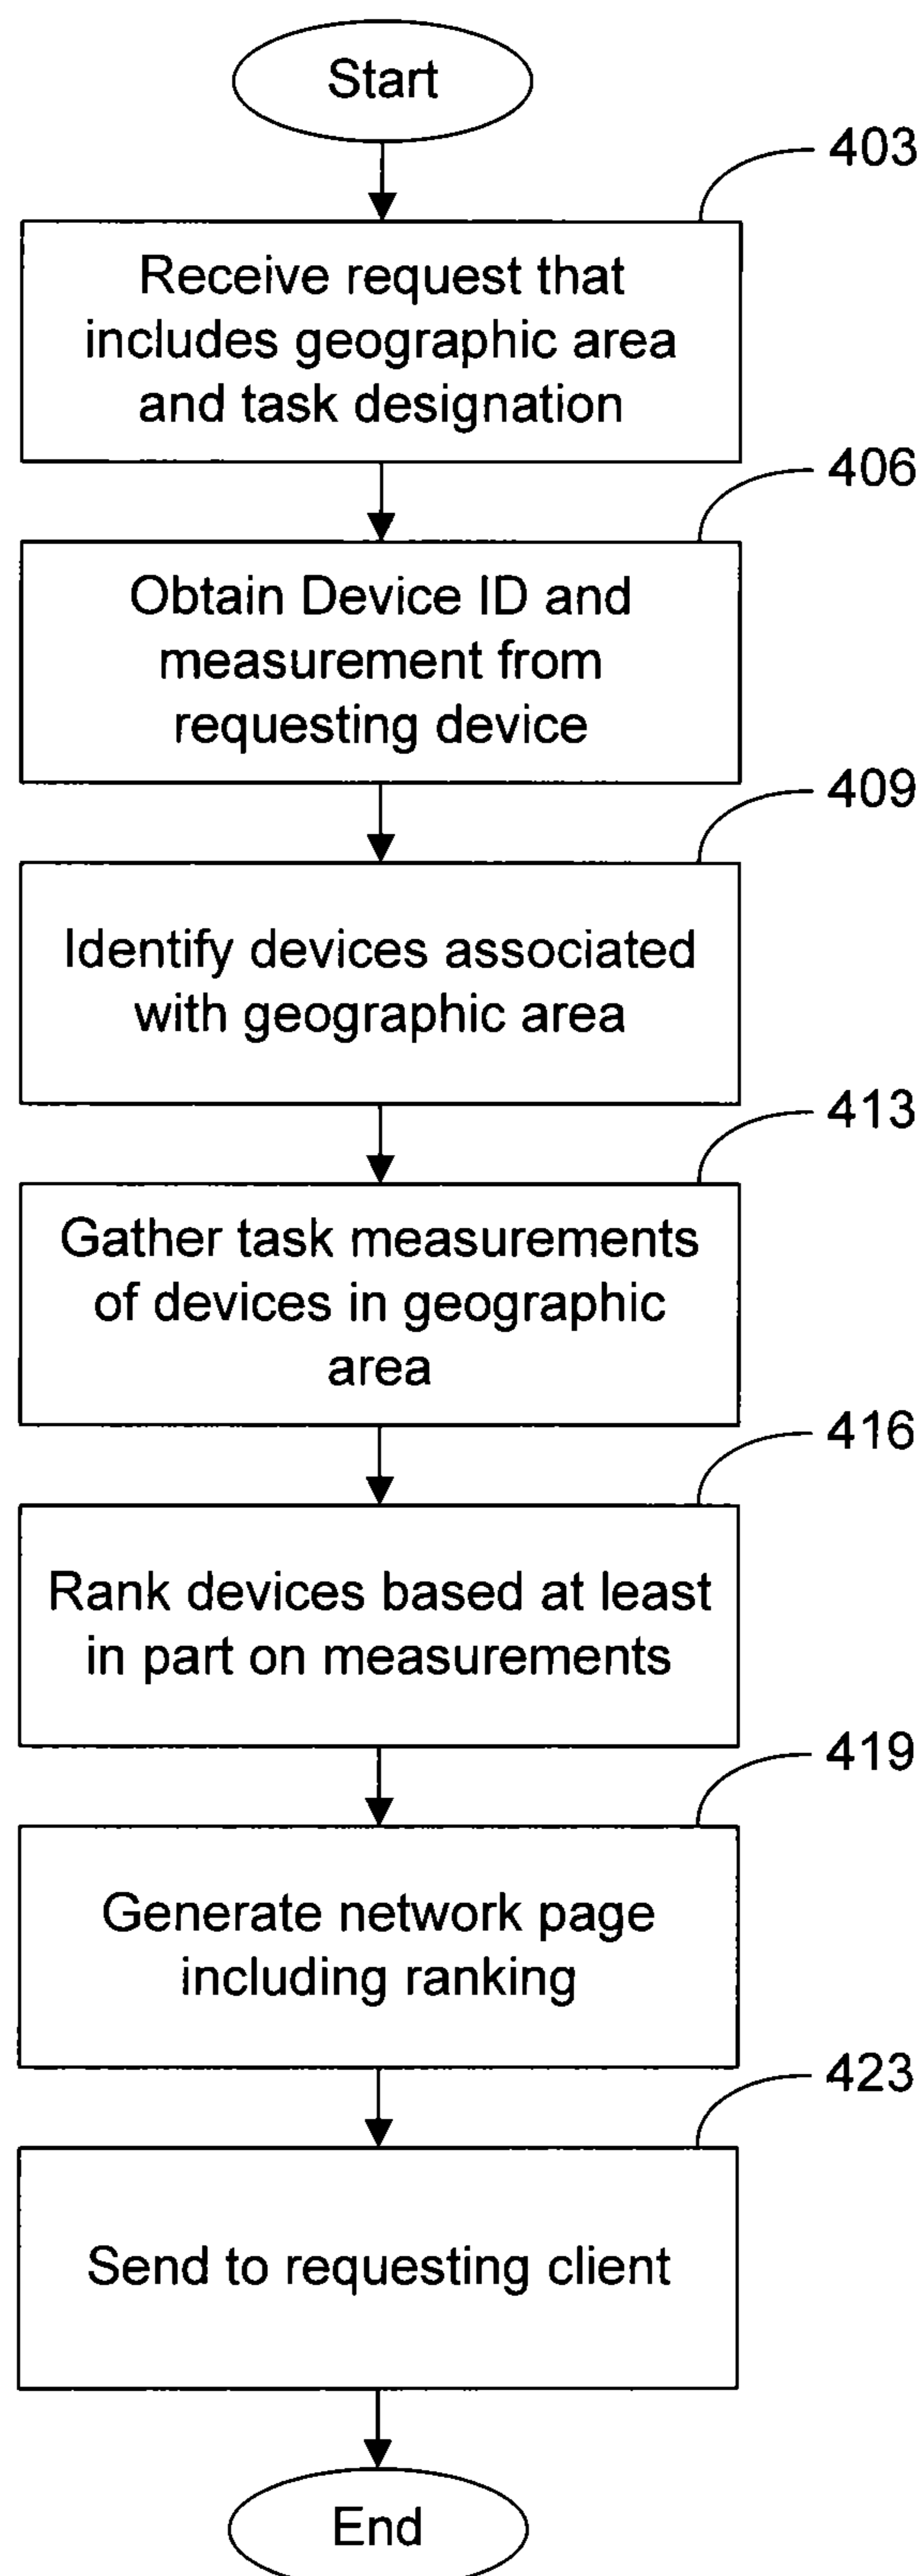 Start
403
Receive request that
includes geographic area
and task designation
406
Obtain Device ID and
measurement from
requesting device
409
Identify devices associated
with geographic area
413
Gather task measurements
of devices in geographic
area
416
Rank devices based at least
in part on measurements
419
Generate network page
including ranking
423
Send to requesting client
End